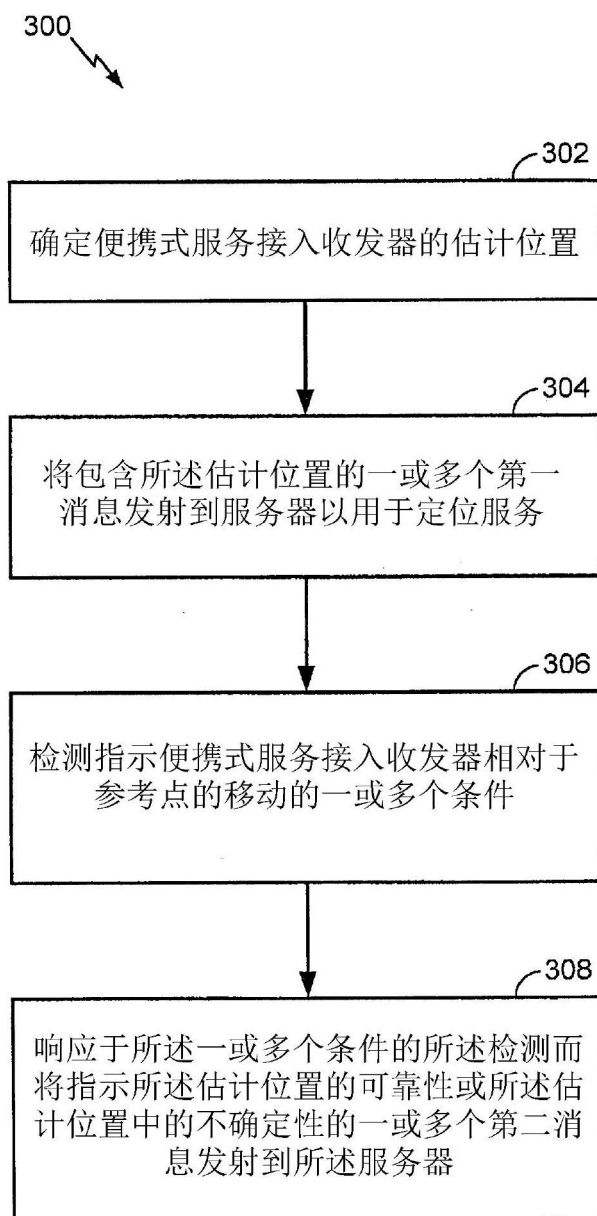 300
302
确定便携式服务接入收发器的估计位置
304
将包含所述估计位置的一或多个第一
消息发射到服务器以用于定位服务
306
检测指示便携式服务接入收发器相对于
参考点的移动的一或多个条件
308
响应于所述一或多个条件的所述检测而
将指示所述估计位置的可靠性或所述估
计位置中的不确定性的一或多个第二消
息发射到所述服务器